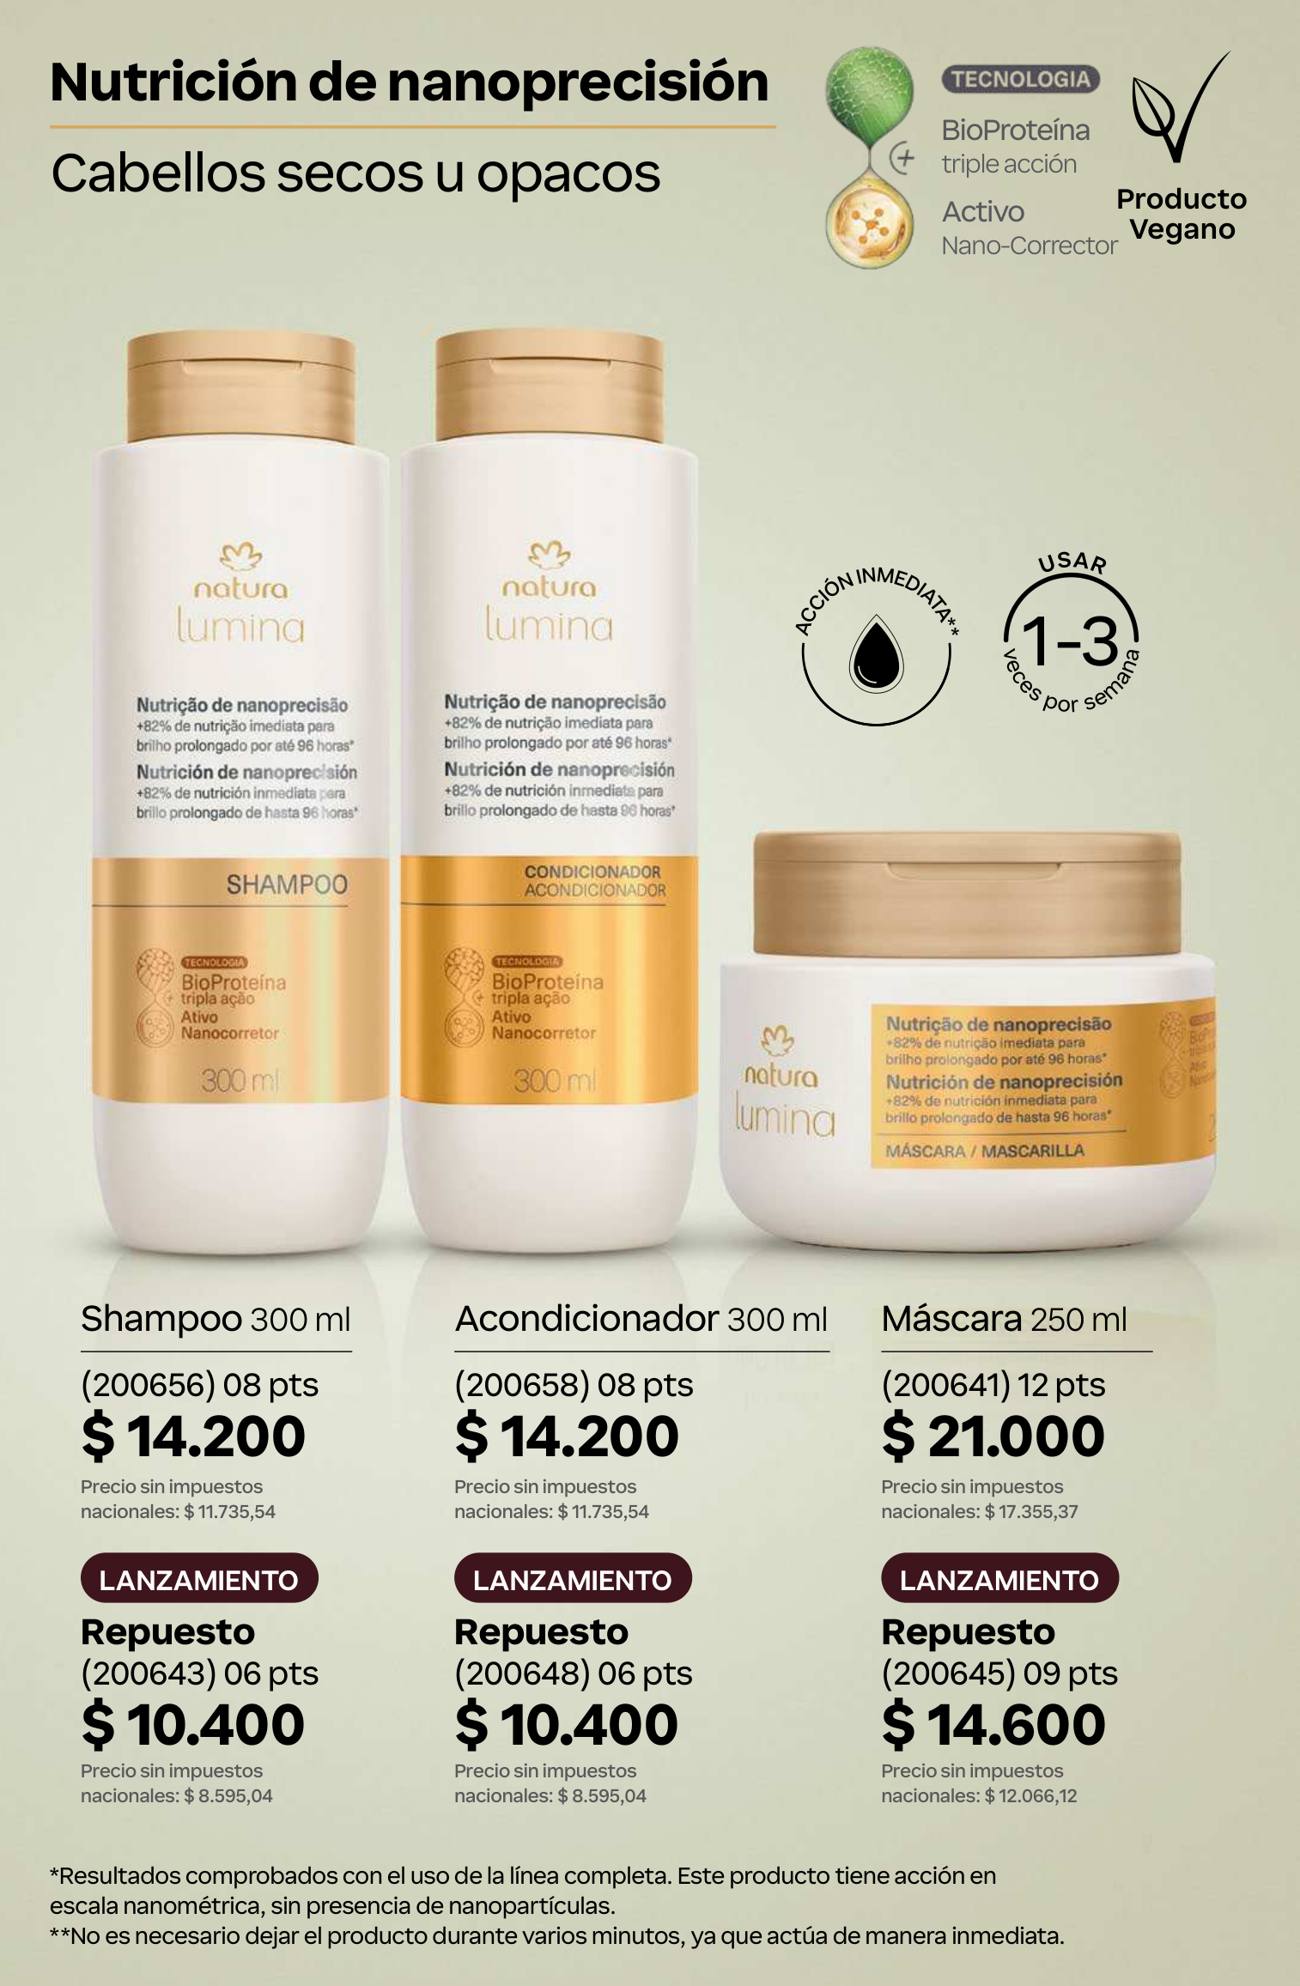 Nutrición de nanoprecisión
Cabellos secos u opacos
TECNOLOGIA
BioProteína
triple acción
Activo
Nano-Corrector
Producto
Vegano
natura
lumina
Nutrição de nanoprecisão
+82% de nutrição imediata para
brilho prolongado por até 96 horas*
Nutrición de nanoprecisión
+82% de nutrición inmediata para
brillo prolongado de hasta 96 horas*
SHAMPOO
TECNOLOGIA
BioProteína
tripla ação
Ativo
Nanocorretor
300 ml
natura
lumina
Nutrição de nanoprecisão
+82% de nutrição imediata para
brilho prolongado por até 96 horas*
Nutrición de nanoprecisión
+82% de nutrición inmediata para
brillo prolongado de hasta 96 horas*
CONDICIONADOR
ACONDICIONADOR
TECNOLOGIA
BioProteína
tripla ação
Ativo
Nanocorretor
300 ml
ACCIÓN INMEDIATA**
USAR
1-3
veces por semana
natura
lumina
Nutrição de nanoprecisão
+82% de nutrição imediata para
brilho prolongado por até 96 horas*
Nutrición de nanoprecisión
+82% de nutrición inmediata para
brillo prolongado de hasta 96 horas*
MÁSCARA / MASCARILLA
Shampoo 300 ml
(200656) 08 pts
$ 14.200
Precio sin impuestos
nacionales: $ 11.735,54
LANZAMIENTO
Repuesto
(200643) 06 pts
$ 10.400
Precio sin impuestos
nacionales: $ 8.595,04
Acondicionador 300 ml
(200658) 08 pts
$ 14.200
Precio sin impuestos
nacionales: $ 11.735,54
LANZAMIENTO
Repuesto
(200648) 06 pts
$ 10.400
Precio sin impuestos
nacionales: $ 8.595,04
Máscara 250 ml
(200641) 12 pts
$ 21.000
Precio sin impuestos
nacionales: $ 17.355,37
LANZAMIENTO
Repuesto
(200645) 09 pts
$ 14.600
Precio sin impuestos
nacionales: $ 12.066,12
*Resultados comprobados con el uso de la línea completa. Este producto tiene acción en
escala nanométrica, sin presencia de nanopartículas.
**No es necesario dejar el producto durante varios minutos, ya que actúa de manera inmediata.